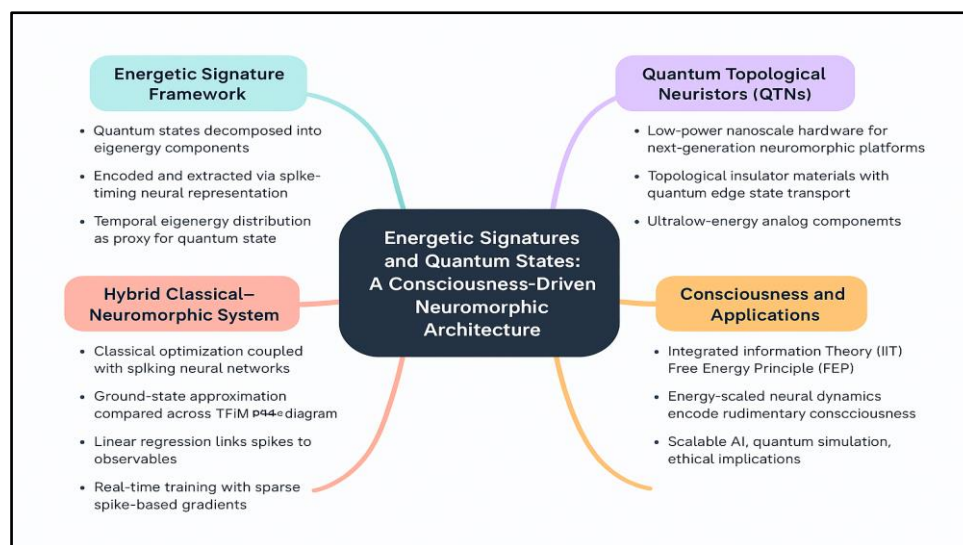 Energetic Signature
Framework
• Quantum states decomposed into
eigenergy components
• Encoded and extracted via spike-
timing neural representation
• Temporal eigenergy distribution
as proxy for quantum state
Quantum Topological
Neuristors (QTNs)
• Low-power nanoscale hardware for
next-generation neuromorphic platforms
• Topological insulator materials with
quantum edge state transport
• Ultralow-energy analog componemts
Energetic Signatures
and Quantum States:
A Consciousness-Driven
Neuromorphic
Architecture
Hybrid Classical–
Neuromorphic System
• Classical optimization coupled
with splking neural networks
• Ground-state approximation
compared across TFiM diagram
• Linear regression links spikes to
observables
• Real-time training with sparse
spike-based gradients
Consciousness and
Applications
• Integrated information Theory (IIT)
Free Energy Principle (FEP)
• Energy-scaled neural dynamics
encode rudimentary conscciousness
• Scalable AI, quantum simulation,
ethical implications